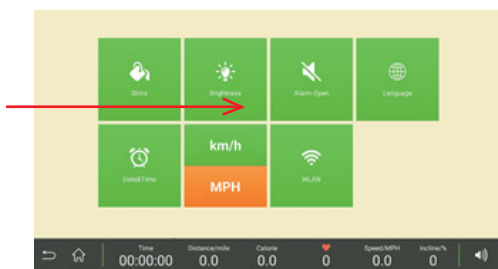 Skins
Brightness
Alarm Open
Language
Date&Time
km/h
MPH
WLAN
Time
00:00:00
Distance/mile
0.0
Calorie
0.0
0
Speed/MPH
0.0
Incline/%
0